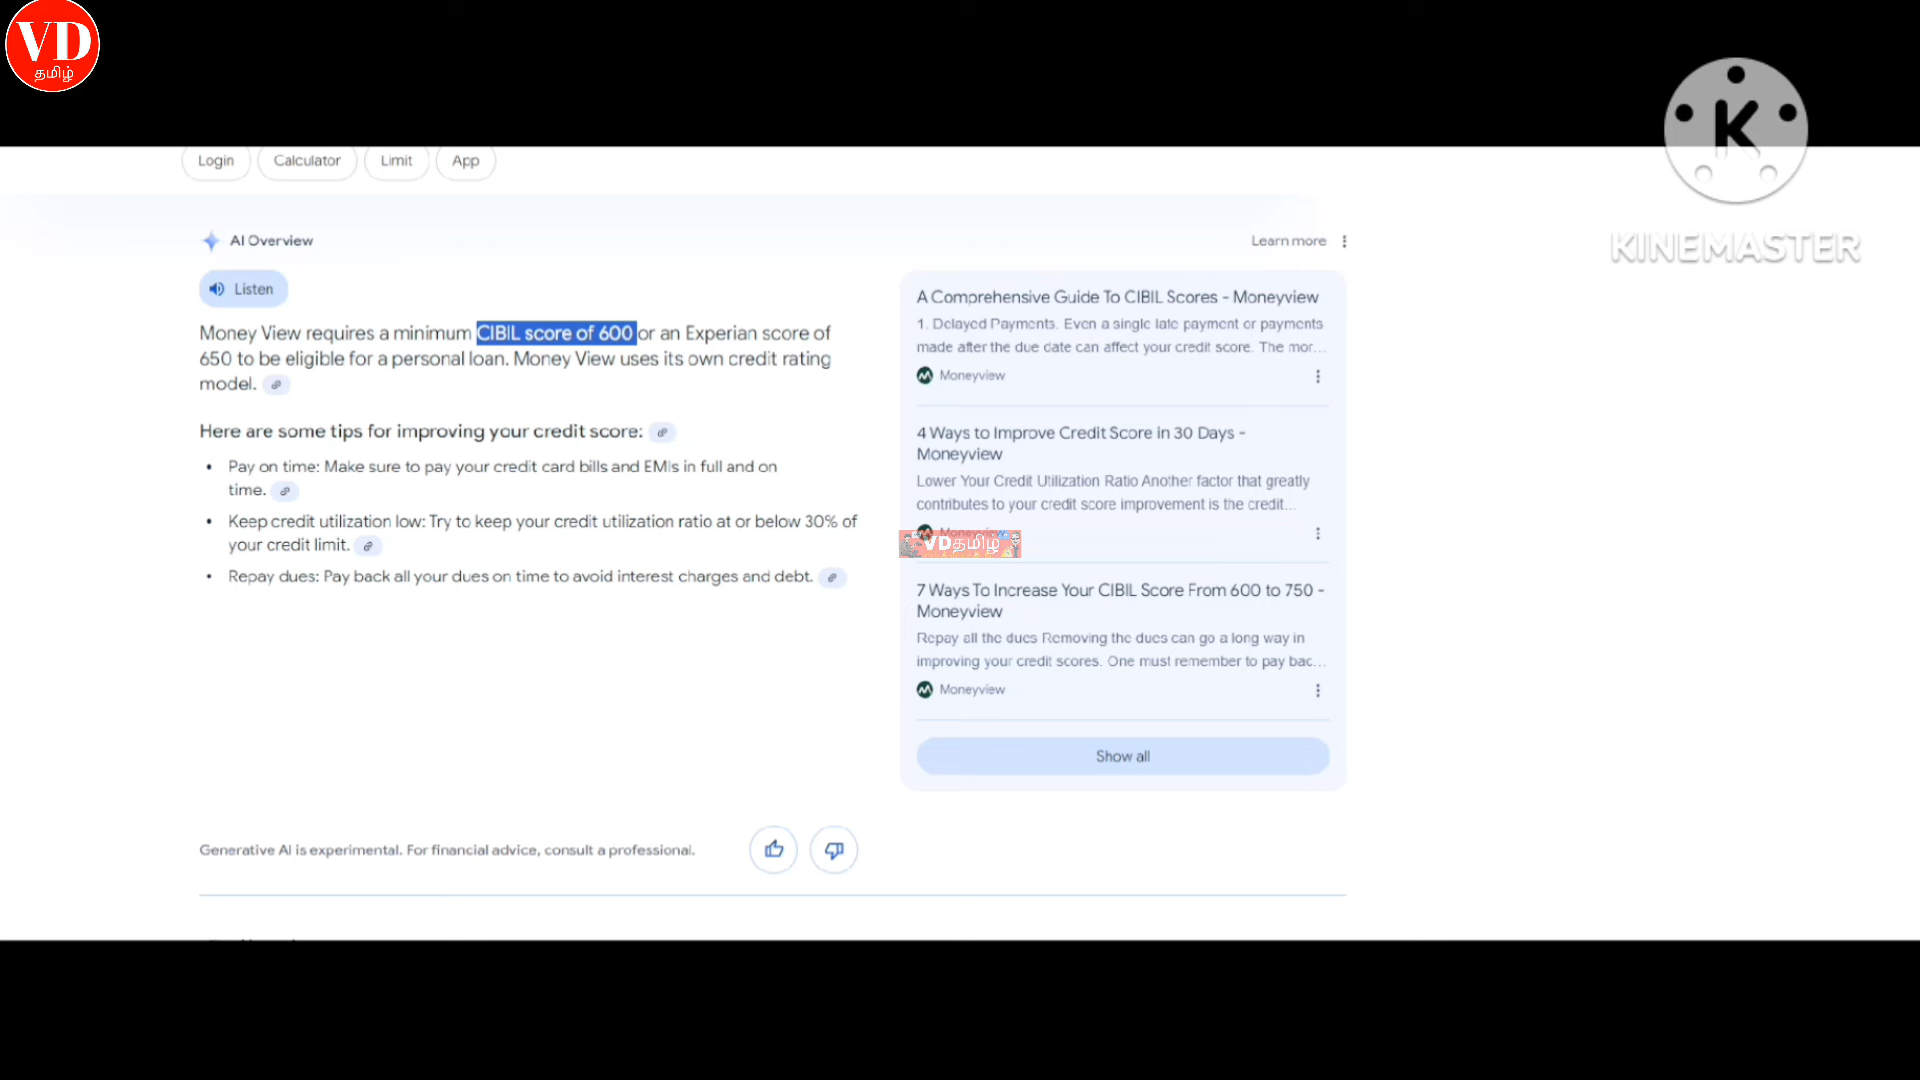 VD
தமிழ்
KINEMASTER
Login
Calculator
Limit
App
AI Overview
Learn more
Listen
Money View requires a minimum CIBIL score of 600 or an Experian score of
650 to be eligible for a personal loan. Money View uses its own credit rating
model.
Here are some tips for improving your credit score:
• Pay on time: Make sure to pay your credit card bills and EMIs in full and on
time.
• Keep credit utilization low: Try to keep your credit utilization ratio at or below 30% of
your credit limit.
• Repay dues: Pay back all your dues on time to avoid interest charges and debt.
A Comprehensive Guide To CIBIL Scores - Moneyview
1. Delayed Payments. Even a single late payment or payments
made after the due date can affect your credit score. The mor...
Moneyview
4 Ways to Improve Credit Score in 30 Days -
Moneyview
Lower Your Credit Utilization Ratio Another factor that greatly
contributes to your credit score improvement is the credit...
VDதமிழ்
7 Ways To Increase Your CIBIL Score From 600 to 750 -
Moneyview
Repay all the dues Removing the dues can go a long way in
improving your credit scores. One must remember to pay bac...
Moneyview
Show all
Generative AI is experimental. For financial advice, consult a professional.